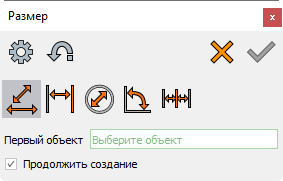 Размер
Первый объект Выберите объект
Продолжить создание